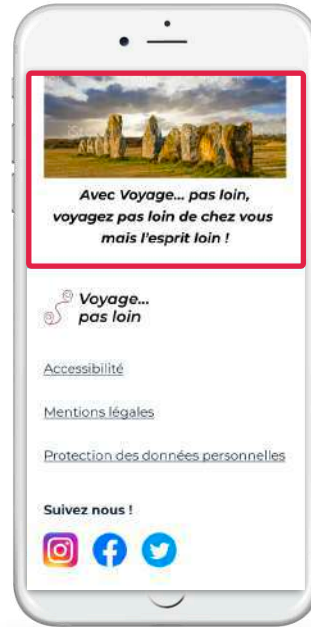 Avec Voyage... pas loin,
voyagez pas loin de chez vous
mais l'esprit loin !
Voyage...
pas loin
Accessibilité
Mentions légales
Protection des données personnelles
Suivez nous !